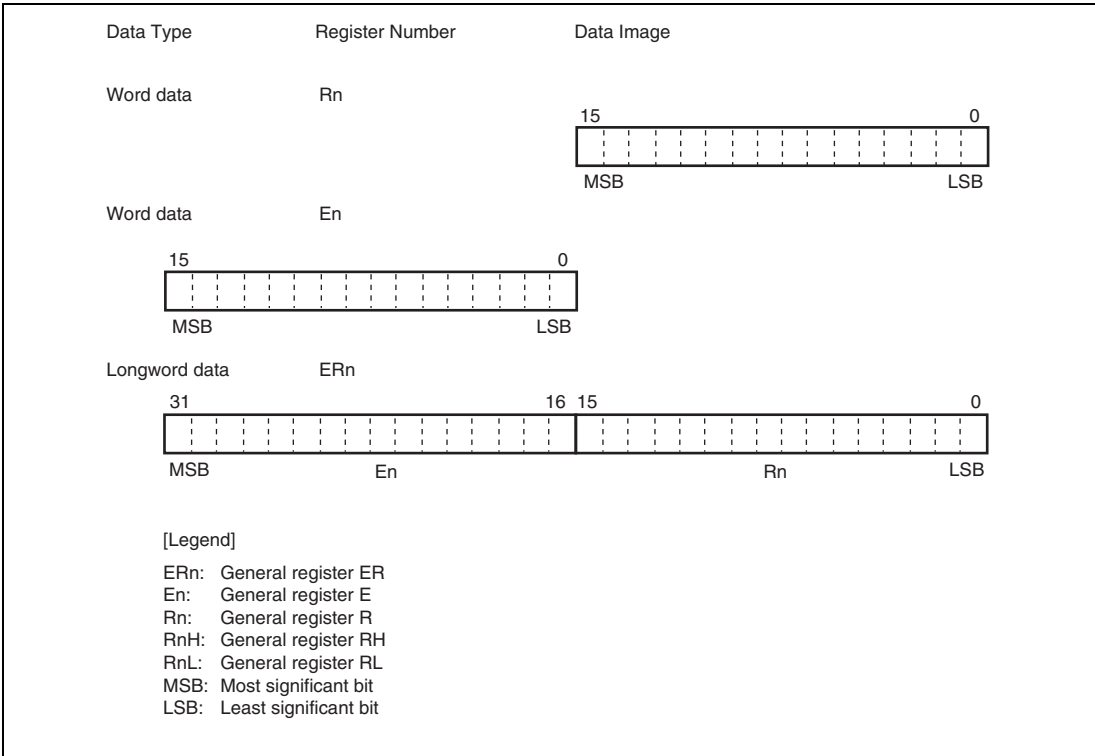 Data Type Register Number Data Image
Word data Rn
15 0
MSB LSB
Word data En
15 0
MSB LSB
Longword data ERn
31 16 15 0
MSB En Rn LSB
[Legend]
ERn: General register ER
En: General register E
Rn: General register R
RnH: General register RH
RnL: General register RL
MSB: Most significant bit
LSB: Least significant bit